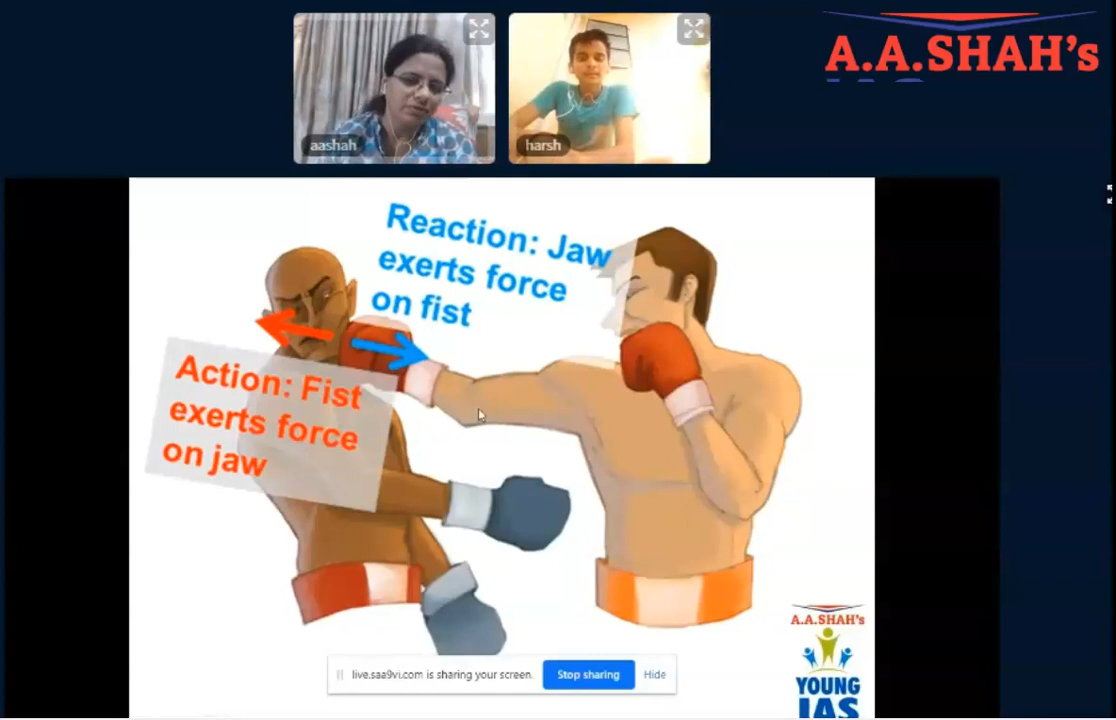 A.A.SHAH's
IAS
aashah
harsh
Reaction: Jaw
exerts force
on fist
Action: Fist
exerts force
on jaw
live.saa9vi.com is sharing your screen.
Stop sharing
Hide
A.A.SHAH's
YOUNG
IAS